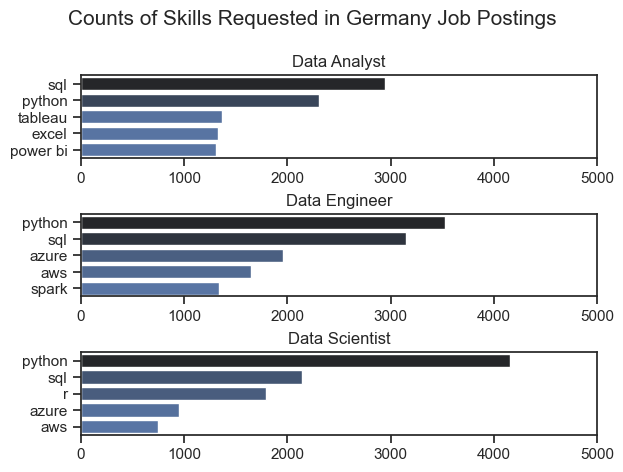 Counts of Skills Requested in Germany Job Postings
Data Analyst
sql
python
tableau
excel
power bi
0 1000 2000 3000 4000 5000
Data Engineer
python
sql
azure
aws
spark
0 1000 2000 3000 4000 5000
Data Scientist
python
sql
r
azure
aws
0 1000 2000 3000 4000 5000